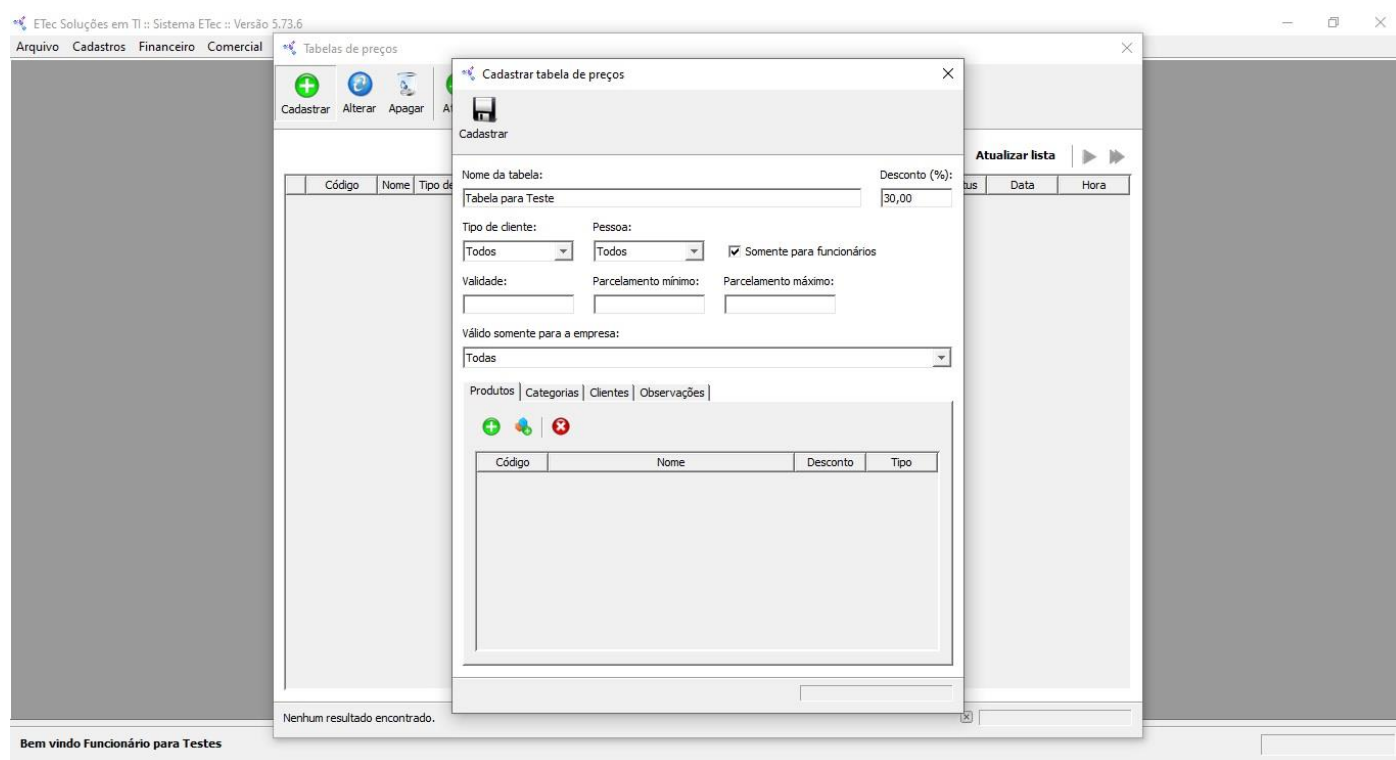 ETec Soluções em TI :: Sistema ETec :: Versão 5.73.6
Arquivo Cadastros Financeiro Comercial
Tabelas de preços
Cadastrar Alterar Apagar
Atualizar lista
Código Nome Tipo de
Data Hora
Cadastrar tabela de preços
Cadastrar
Nome da tabela: Desconto (%):
Tabela para Teste 30,00
Tipo de cliente: Pessoa:
Todos Todos Somente para funcionários
Validade: Parcelamento mínimo: Parcelamento máximo:
Válido somente para a empresa:
Todas
Produtos Categorias Clientes Observações
Código Nome Desconto Tipo
Nenhum resultado encontrado.
Bem vindo Funcionário para Testes